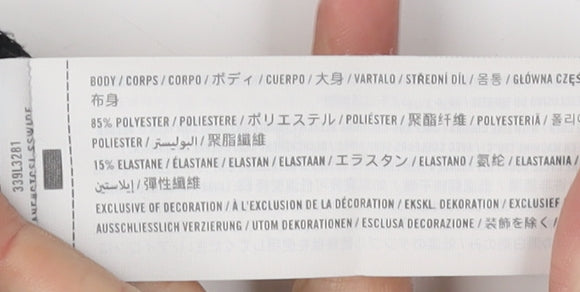 BODY / CORPS / CORPO / ボディ / CUERPO / 大身 / VARTALO / STŘEDNÍ DÍL / 몸통 / GŁÓWNA CZĘŚ
布身
85% POLYESTER / POLIESTERE / ポリエステル / POLIÉSTER / 聚酯纤维 / POLYESTERIÄ / 폴리에
POLIESTER / البوليستر / 聚脂纖維
15% ELASTANE / ÉLASTANE / ELASTAN / ELASTAAN / エラスタン / ELASTANO / 氨纶 / ELASTAANIA /
إيلاستين / 彈性纖維
EXCLUSIVE OF DECORATION / À L'EXCLUSION DE LA DÉCORATION / EKSKL. DEKORATION / EXCLUSIEF
AUSSCHLIESSLICH VERZIERUNG / UTOM DEKORATIONEN / ESCLUSA DECORAZIONE / 装飾を除く /
339L3281